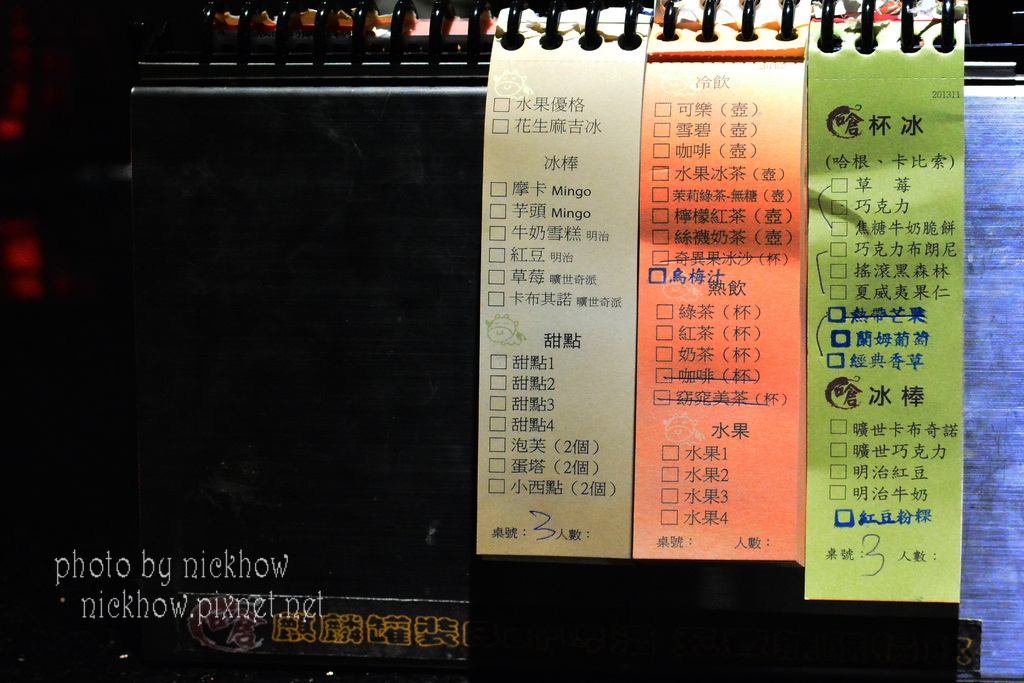 水果優格
花生麻吉冰
冰棒
摩卡 Mingo
芋頭 Mingo
牛奶雪糕 明治
紅豆 明治
草莓 曠世奇派
卡布其諾 曠世奇派
甜點
甜點1
甜點2
甜點3
甜點4
泡芙（2個）
蛋塔（2個）
小西點（2個）
桌號：3 人數：
冷飲
可樂（壺）
雪碧（壺）
咖啡（壺）
水果冰茶（壺）
茉莉綠茶-無糖（壺）
檸檬紅茶（壺）
絲襪奶茶（壺）
奇異果冰沙（杯）
烏梅汁
熱飲
綠茶（杯）
紅茶（杯）
奶茶（杯）
咖啡（杯）
窈窕美茶（杯）
水果
水果1
水果2
水果3
水果4
桌號： 人數：
201311
嗆 杯冰
(哈根、卡比索)
草 莓
巧克力
焦糖牛奶脆餅
巧克力布朗尼
搖滾黑森林
夏威夷果仁
熱帶芒果
蘭姆葡萄
經典香草
嗆 冰棒
曠世卡布奇諾
曠世巧克力
明治紅豆
明治牛奶
紅豆粉粿
桌號：3 人數：
photo by nickhow
nickhow.pixnet.net
嗆 麒麟罐裝